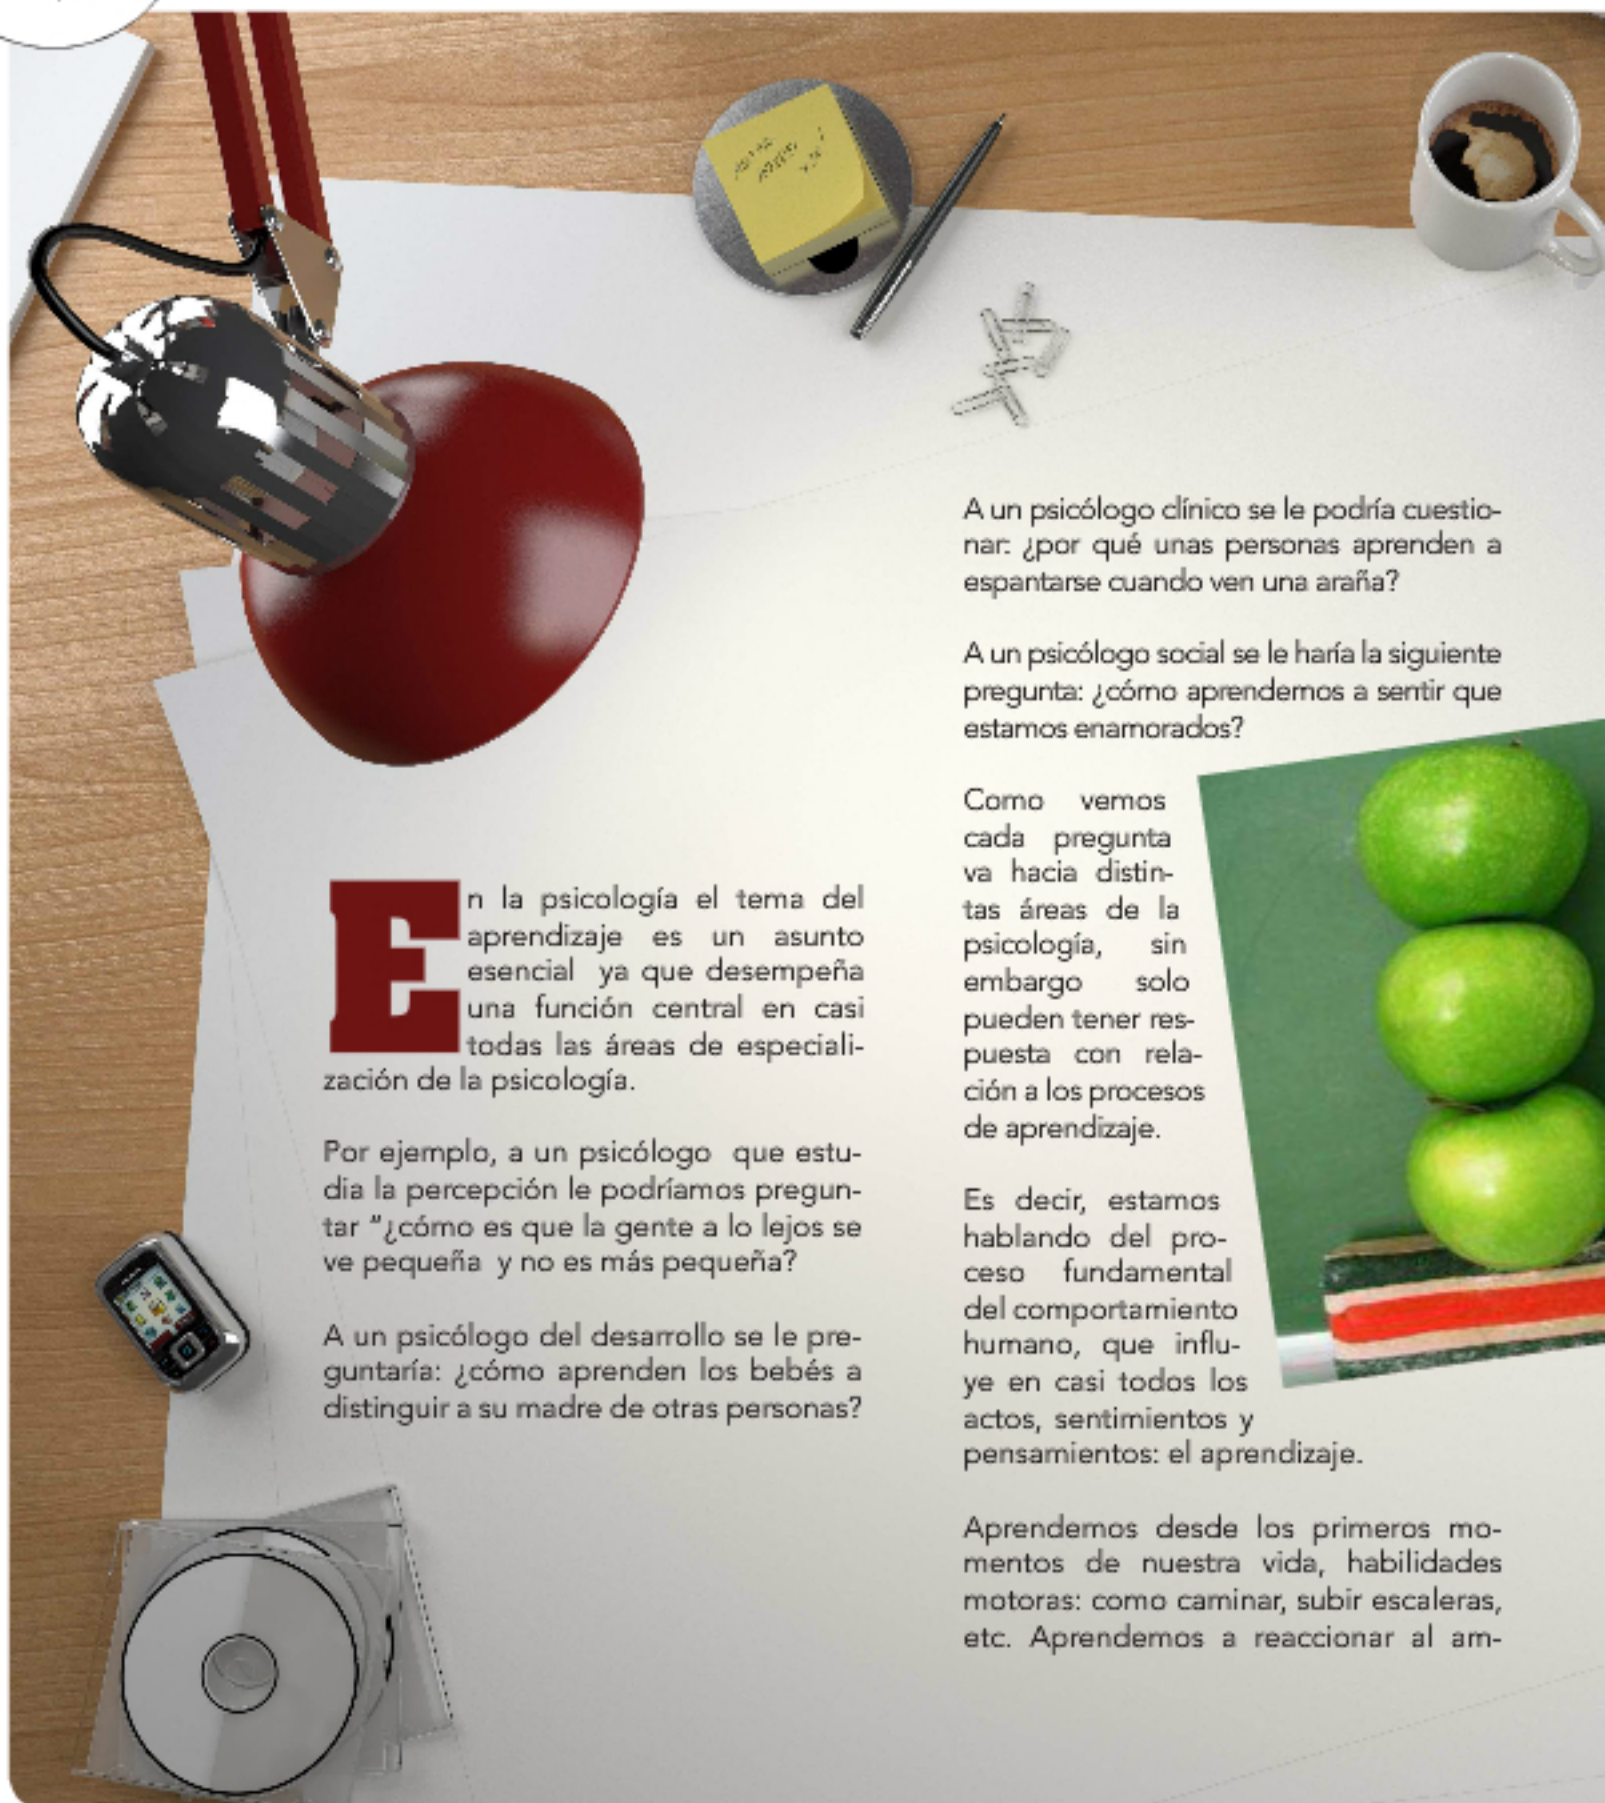 En la psicología el tema del
aprendizaje es un asunto
esencial ya que desempeña
una función central en casi
todas las áreas de especiali-
zación de la psicología.
Por ejemplo, a un psicólogo que estu-
dia la percepción le podríamos pregun-
tar "¿cómo es que la gente a lo lejos se
ve pequeña y no es más pequeña?
A un psicólogo del desarrollo se le pre-
guntaría: ¿cómo aprenden los bebés a
distinguir a su madre de otras personas?
A un psicólogo clínico se le podría cuestio-
nar: ¿por qué unas personas aprenden a
espantarse cuando ven una araña?
A un psicólogo social se le haría la siguiente
pregunta: ¿cómo aprendemos a sentir que
estamos enamorados?
Como vemos
cada pregunta
va hacia distin-
tas áreas de la
psicología, sin
embargo solo
pueden tener res-
puesta con rela-
ción a los procesos
de aprendizaje.
Es decir, estamos
hablando del pro-
ceso fundamental
del comportamiento
humano, que influ-
ye en casi todos los
actos, sentimientos y
pensamientos: el aprendizaje.
Aprendemos desde los primeros mo-
mentos de nuestra vida, habilidades
motoras: como caminar, subir escaleras,
etc. Aprendemos a reaccionar al am-